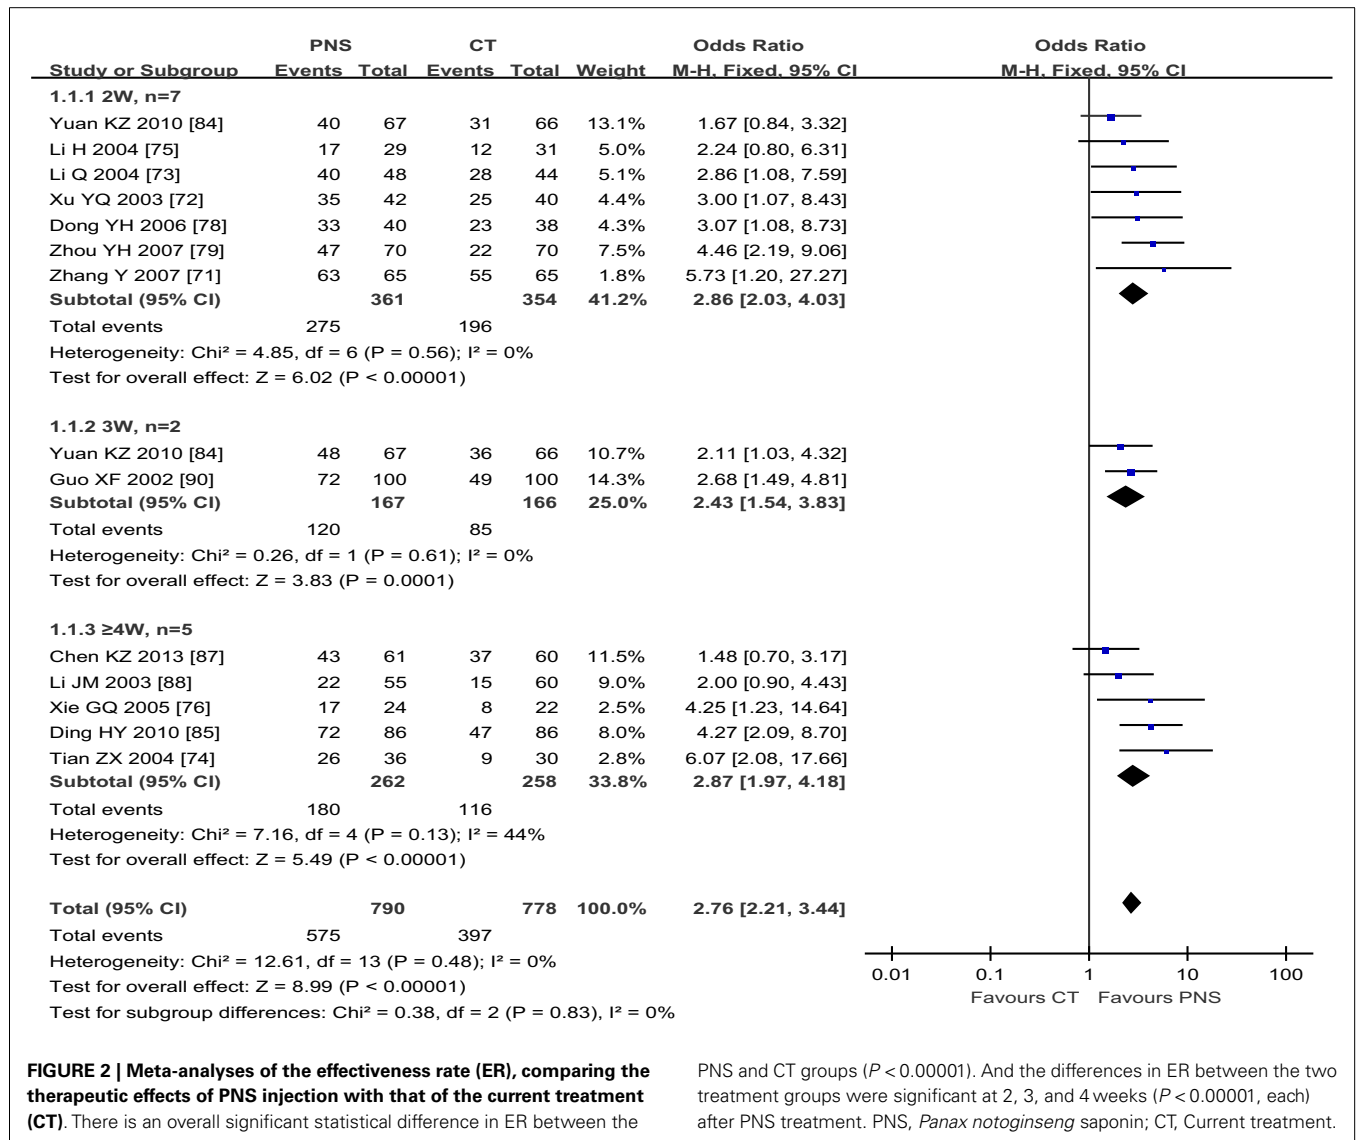 PNS CT Odds Ratio Odds Ratio
Study or Subgroup Events Total Events Total Weight M-H, Fixed, 95% CI M-H, Fixed, 95% CI
1.1.1 2W, n=7
Yuan KZ 2010 [84] 40 67 31 66 13.1% 1.67 [0.84, 3.32]
Li H 2004 [75] 17 29 12 31 5.0% 2.24 [0.80, 6.31]
Li Q 2004 [73] 40 48 28 44 5.1% 2.86 [1.08, 7.59]
Xu YQ 2003 [72] 35 42 25 40 4.4% 3.00 [1.07, 8.43]
Dong YH 2006 [78] 33 40 23 38 4.3% 3.07 [1.08, 8.73]
Zhou YH 2007 [79] 47 70 22 70 7.5% 4.46 [2.19, 9.06]
Zhang Y 2007 [71] 63 65 55 65 1.8% 5.73 [1.20, 27.27]
Subtotal (95% CI) 361 354 41.2% 2.86 [2.03, 4.03]
Total events 275 196
Heterogeneity: Chi² = 4.85, df = 6 (P = 0.56); I² = 0%
Test for overall effect: Z = 6.02 (P < 0.00001)
1.1.2 3W, n=2
Yuan KZ 2010 [84] 48 67 36 66 10.7% 2.11 [1.03, 4.32]
Guo XF 2002 [90] 72 100 49 100 14.3% 2.68 [1.49, 4.81]
Subtotal (95% CI) 167 166 25.0% 2.43 [1.54, 3.83]
Total events 120 85
Heterogeneity: Chi² = 0.26, df = 1 (P = 0.61); I² = 0%
Test for overall effect: Z = 3.83 (P = 0.0001)
1.1.3 ≥4W, n=5
Chen KZ 2013 [87] 43 61 37 60 11.5% 1.48 [0.70, 3.17]
Li JM 2003 [88] 22 55 15 60 9.0% 2.00 [0.90, 4.43]
Xie GQ 2005 [76] 17 24 8 22 2.5% 4.25 [1.23, 14.64]
Ding HY 2010 [85] 72 86 47 86 8.0% 4.27 [2.09, 8.70]
Tian ZX 2004 [74] 26 36 9 30 2.8% 6.07 [2.08, 17.66]
Subtotal (95% CI) 262 258 33.8% 2.87 [1.97, 4.18]
Total events 180 116
Heterogeneity: Chi² = 7.16, df = 4 (P = 0.13); I² = 44%
Test for overall effect: Z = 5.49 (P < 0.00001)
Total (95% CI) 790 778 100.0% 2.76 [2.21, 3.44]
Total events 575 397
Heterogeneity: Chi² = 12.61, df = 13 (P = 0.48); I² = 0%
Test for overall effect: Z = 8.99 (P < 0.00001)
Test for subgroup differences: Chi² = 0.38, df = 2 (P = 0.83), I² = 0%
0.01 0.1 1 10 100
Favours CT Favours PNS
FIGURE 2 | Meta-analyses of the effectiveness rate (ER), comparing the
therapeutic effects of PNS injection with that of the current treatment
(CT). There is an overall significant statistical difference in ER between the
PNS and CT groups (P < 0.00001). And the differences in ER between the two
treatment groups were significant at 2, 3, and 4 weeks (P < 0.00001, each)
after PNS treatment. PNS, Panax notoginseng saponin; CT, Current treatment.